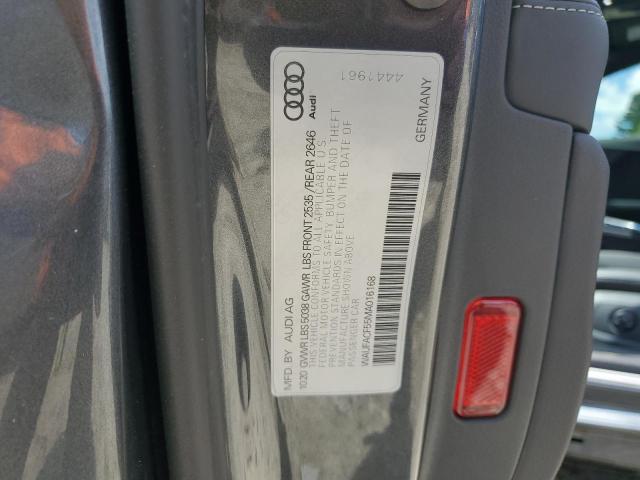 4441961
Audi
MFD. BY AUDI AG
10/20 GVWR LBS 5038 GAWR LBS FRONT 2535 / REAR 2646
THIS VEHICLE CONFORMS TO ALL APPLICABLE U.S.
FEDERAL MOTOR VEHICLE SAFETY, BUMPER AND THEFT
PREVENTION STANDARDS IN EFFECT ON THE DATE OF
MANUFACTURE SHOWN ABOVE
PASSENGER CAR
WAUFACF55MA016168
GERMANY